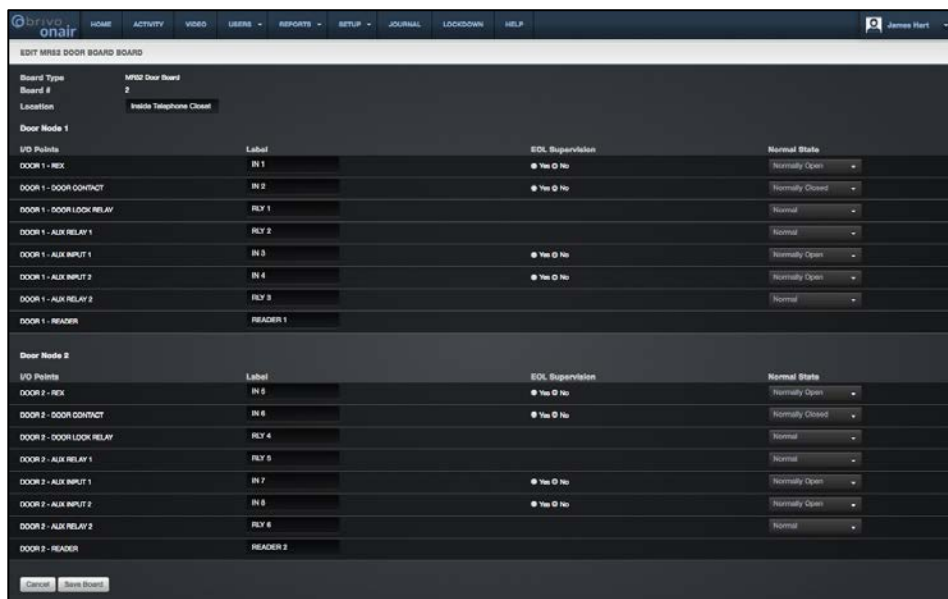 brivo onair HOME ACTIVITY VIDEO USERS REPORTS SETUP JOURNAL LOCKDOWN HELP James Hart
EDIT MR52 DOOR BOARD BOARD
Board Type MR52 Door Board
Board # 2
Location Inside Telephone Closet
Door Node 1
I/O Points Label EOL Supervision Normal State
DOOR 1 - REX IN 1 Yes No Normally Open
DOOR 1 - DOOR CONTACT IN 2 Yes No Normally Closed
DOOR 1 - DOOR LOCK RELAY RLY 1 Normal
DOOR 1 - AUX RELAY 1 RLY 2 Normal
DOOR 1 - AUX INPUT 1 IN 3 Yes No Normally Open
DOOR 1 - AUX INPUT 2 IN 4 Yes No Normally Open
DOOR 1 - AUX RELAY 2 RLY 3 Normal
DOOR 1 - READER READER 1
Door Node 2
I/O Points Label EOL Supervision Normal State
DOOR 2 - REX IN 5 Yes No Normally Open
DOOR 2 - DOOR CONTACT IN 6 Yes No Normally Closed
DOOR 2 - DOOR LOCK RELAY RLY 4 Normal
DOOR 2 - AUX RELAY 1 RLY 5 Normal
DOOR 2 - AUX INPUT 1 IN 7 Yes No Normally Open
DOOR 2 - AUX INPUT 2 IN 8 Yes No Normally Open
DOOR 2 - AUX RELAY 2 RLY 6 Normal
DOOR 2 - READER READER 2
Cancel Save Board